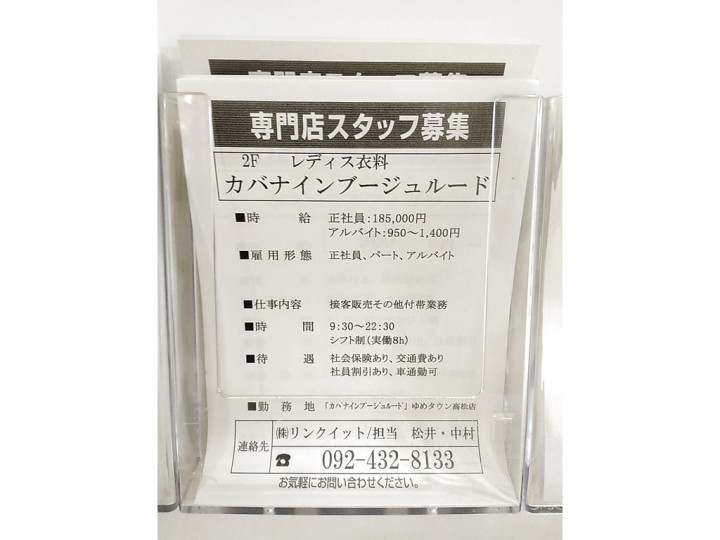 専門店スタッフ募集
2F レディス衣料
カバナインブージュルード
■時 給 正社員:185,000円
アルバイト:950～1,400円
■雇用形態 正社員、パート、アルバイト
■仕事内容 接客販売その他付帯業務
■時 間 9:30～22:30
シフト制(実働8h)
■待 遇 社会保険あり、交通費あり
社員割引あり、車通勤可
■勤務地 「カバナインブージュルード」ゆめタウン高松店
連絡先 ㈱リンクイット/担当 松井・中村
☎ 092-432-8133
お気軽にお問い合わせください。